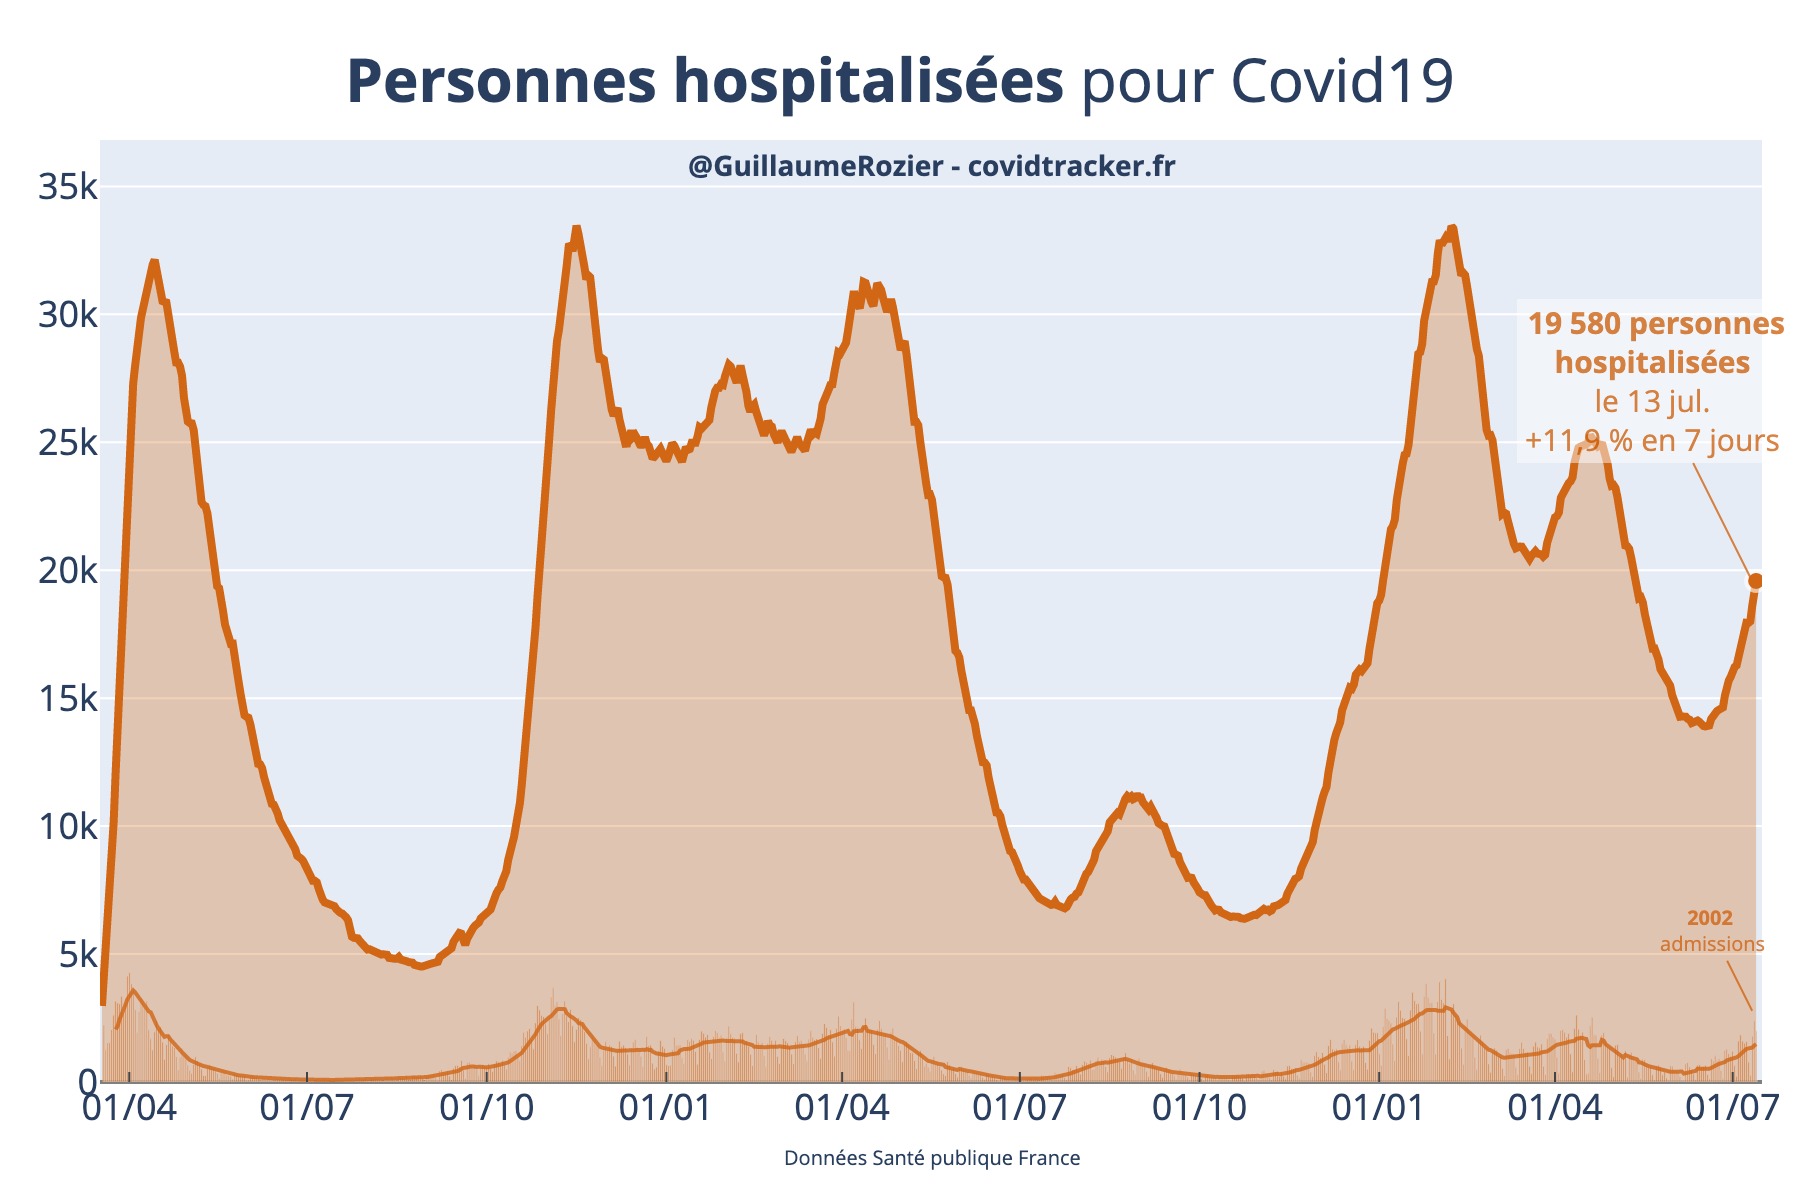 Personnes hospitalisées pour Covid19
@GuillaumeRozier - covidtracker.fr
35k
30k
25k
20k
15k
10k
5k
0
19 580 personnes
hospitalisées
le 13 jul.
+11,9 % en 7 jours
2002
admissions
01/04 01/07 01/10 01/01 01/04 01/07 01/10 01/01 01/04 01/07
Données Santé publique France